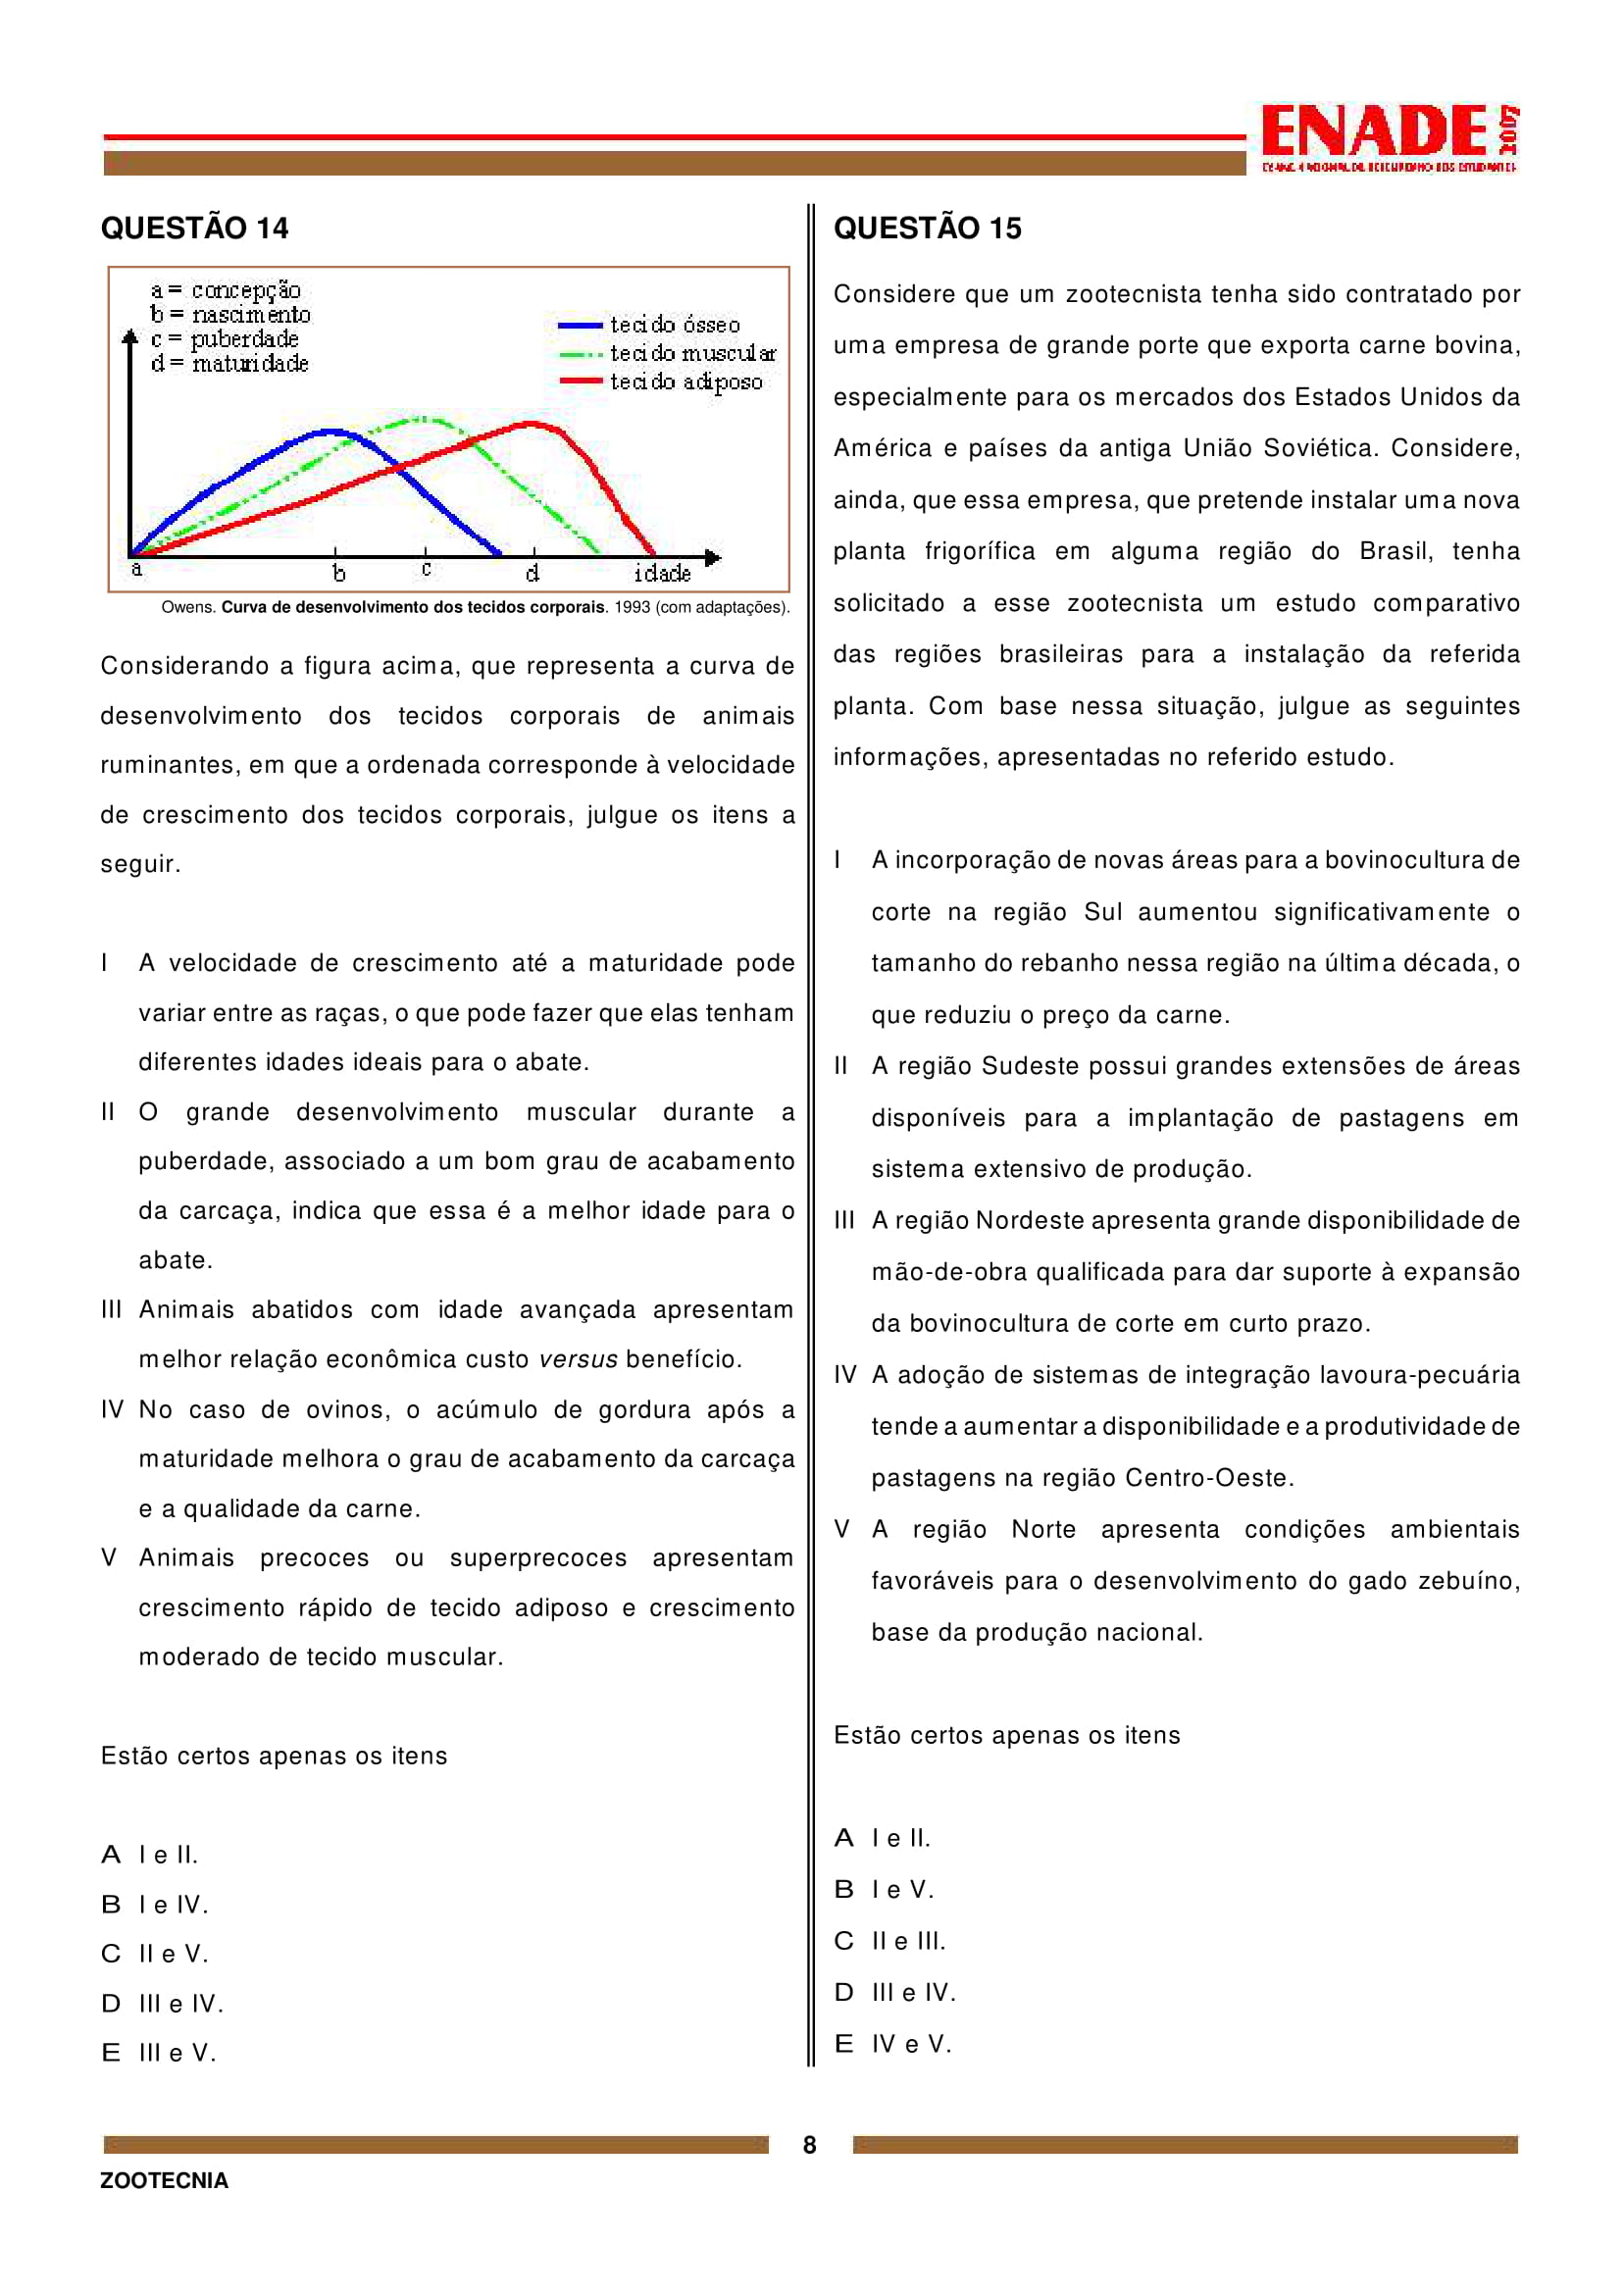 ENADE 2007
QUESTÃO 14
a = concepção
b = nascimento
c = puberdade
d = maturidade
tecido ósseo
tecido muscular
tecido adiposo
a b c d idade
Owens. Curva de desenvolvimento dos tecidos corporais. 1993 (com adaptações).
Considerando a figura acima, que representa a curva de
desenvolvimento dos tecidos corporais de animais
ruminantes, em que a ordenada corresponde à velocidade
de crescimento dos tecidos corporais, julgue os itens a
seguir.
I A velocidade de crescimento até a maturidade pode
variar entre as raças, o que pode fazer que elas tenham
diferentes idades ideais para o abate.
II O grande desenvolvimento muscular durante a
puberdade, associado a um bom grau de acabamento
da carcaça, indica que essa é a melhor idade para o
abate.
III Animais abatidos com idade avançada apresentam
melhor relação econômica custo versus benefício.
IV No caso de ovinos, o acúmulo de gordura após a
maturidade melhora o grau de acabamento da carcaça
e a qualidade da carne.
V Animais precoces ou superprecoces apresentam
crescimento rápido de tecido adiposo e crescimento
moderado de tecido muscular.
Estão certos apenas os itens
A I e II.
B I e IV.
C II e V.
D III e IV.
E III e V.
QUESTÃO 15
Considere que um zootecnista tenha sido contratado por
uma empresa de grande porte que exporta carne bovina,
especialmente para os mercados dos Estados Unidos da
América e países da antiga União Soviética. Considere,
ainda, que essa empresa, que pretende instalar uma nova
planta frigorífica em alguma região do Brasil, tenha
solicitado a esse zootecnista um estudo comparativo
das regiões brasileiras para a instalação da referida
planta. Com base nessa situação, julgue as seguintes
informações, apresentadas no referido estudo.
I A incorporação de novas áreas para a bovinocultura de
corte na região Sul aumentou significativamente o
tamanho do rebanho nessa região na última década, o
que reduziu o preço da carne.
II A região Sudeste possui grandes extensões de áreas
disponíveis para a implantação de pastagens em
sistema extensivo de produção.
III A região Nordeste apresenta grande disponibilidade de
mão-de-obra qualificada para dar suporte à expansão
da bovinocultura de corte em curto prazo.
IV A adoção de sistemas de integração lavoura-pecuária
tende a aumentar a disponibilidade e a produtividade de
pastagens na região Centro-Oeste.
V A região Norte apresenta condições ambientais
favoráveis para o desenvolvimento do gado zebuíno,
base da produção nacional.
Estão certos apenas os itens
A I e II.
B I e V.
C II e III.
D III e IV.
E IV e V.
8
ZOOTECNIA